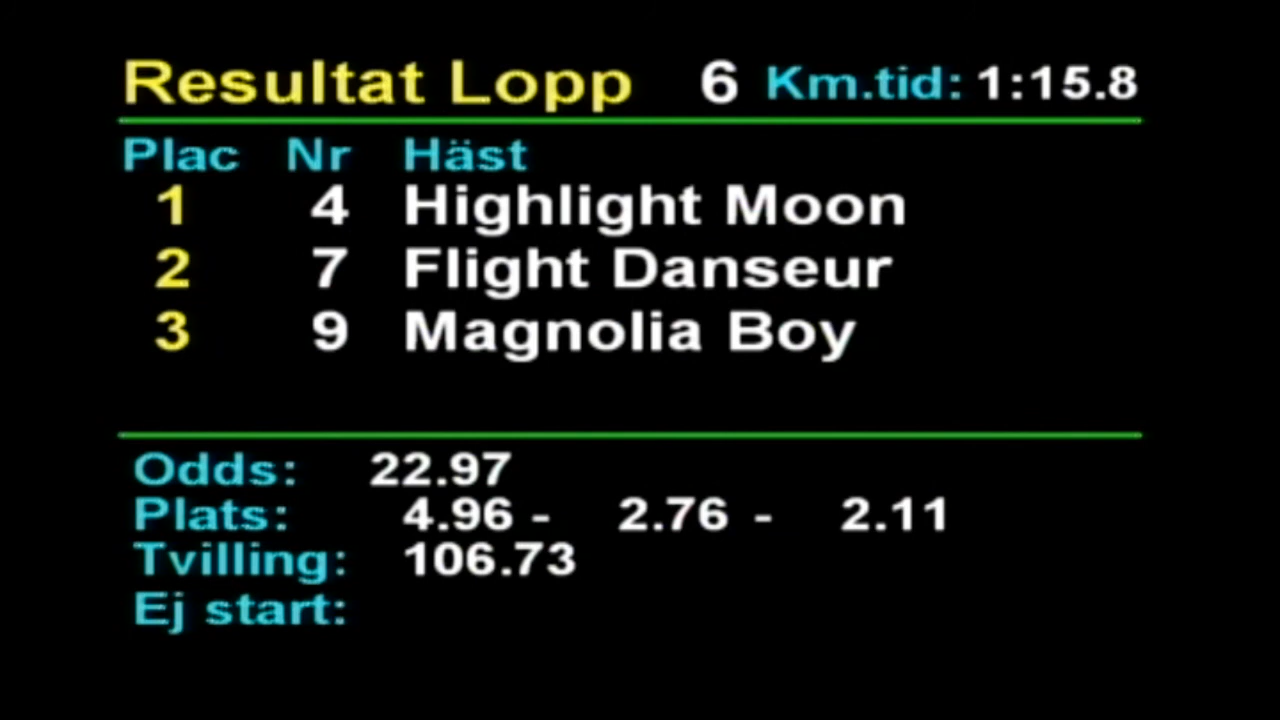 Resultat Lopp 6 Km.tid: 1:15.8
Plac Nr Häst
1 4 Highlight Moon
2 7 Flight Danseur
3 9 Magnolia Boy
Odds: 22.97
Plats: 4.96 - 2.76 - 2.11
Tvilling: 106.73
Ej start: